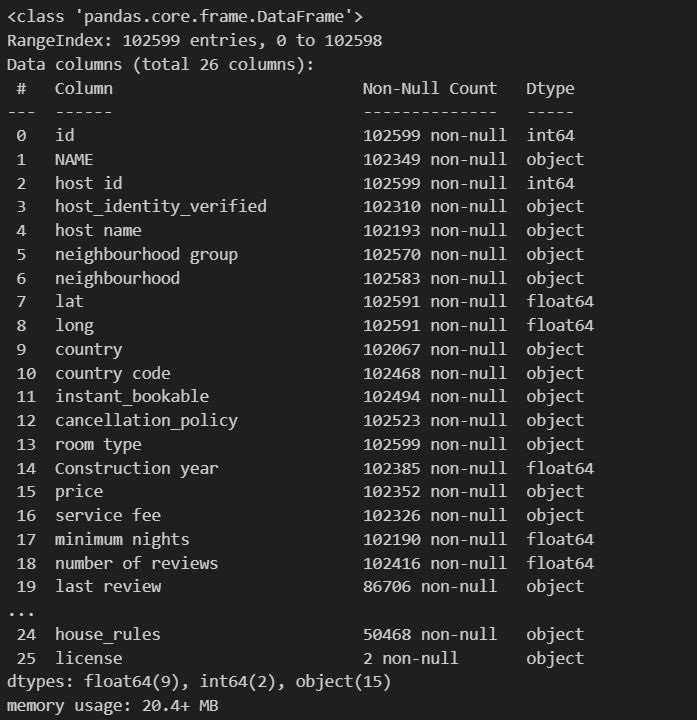 <class 'pandas.core.frame.DataFrame'>
RangeIndex: 102599 entries, 0 to 102598
Data columns (total 26 columns):
 #   Column                          Non-Null Count   Dtype
---  ------                          --------------   -----
 0   id                              102599 non-null  int64
 1   NAME                            102349 non-null  object
 2   host id                         102599 non-null  int64
 3   host_identity_verified          102310 non-null  object
 4   host name                       102193 non-null  object
 5   neighbourhood group             102570 non-null  object
 6   neighbourhood                   102583 non-null  object
 7   lat                             102591 non-null  float64
 8   long                            102591 non-null  float64
 9   country                         102067 non-null  object
 10  country code                    102468 non-null  object
 11  instant_bookable                102494 non-null  object
 12  cancellation_policy             102523 non-null  object
 13  room type                       102599 non-null  object
 14  Construction year               102385 non-null  float64
 15  price                           102352 non-null  object
 16  service fee                     102326 non-null  object
 17  minimum nights                  102190 non-null  float64
 18  number of reviews               102416 non-null  float64
 19  last review                     86706 non-null   object
...
 24  house_rules                     50468 non-null   object
 25  license                         2 non-null       object
dtypes: float64(9), int64(2), object(15)
memory usage: 20.4+ MB